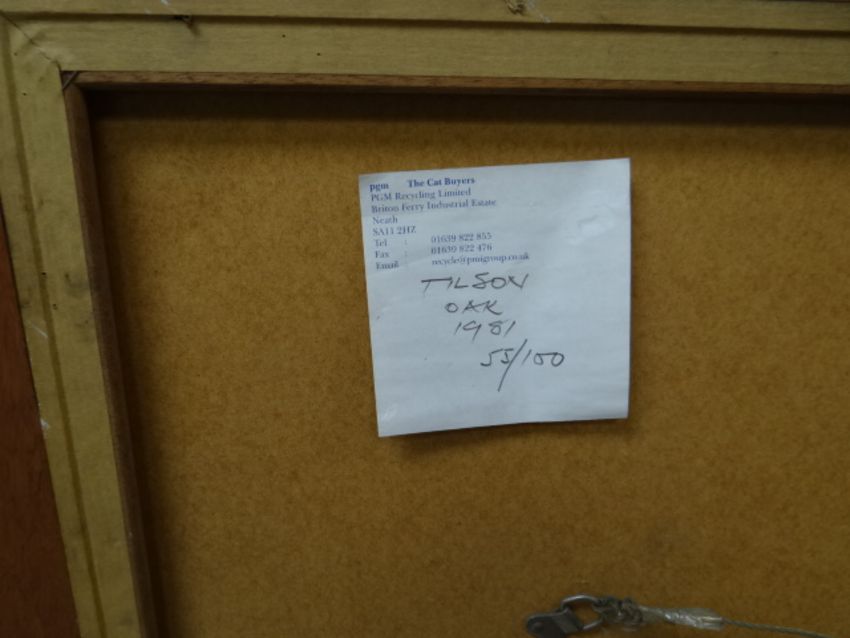 pgm The Cat Buyers
PGM Recycling Limited
Briton Ferry Industrial Estate
Neath
SA11 2HZ
Tel : 01639 822 855
Fax : 01639 822 476
Email : recycle@pmigroup.co.uk
TILSON
OAK
1981
55/100